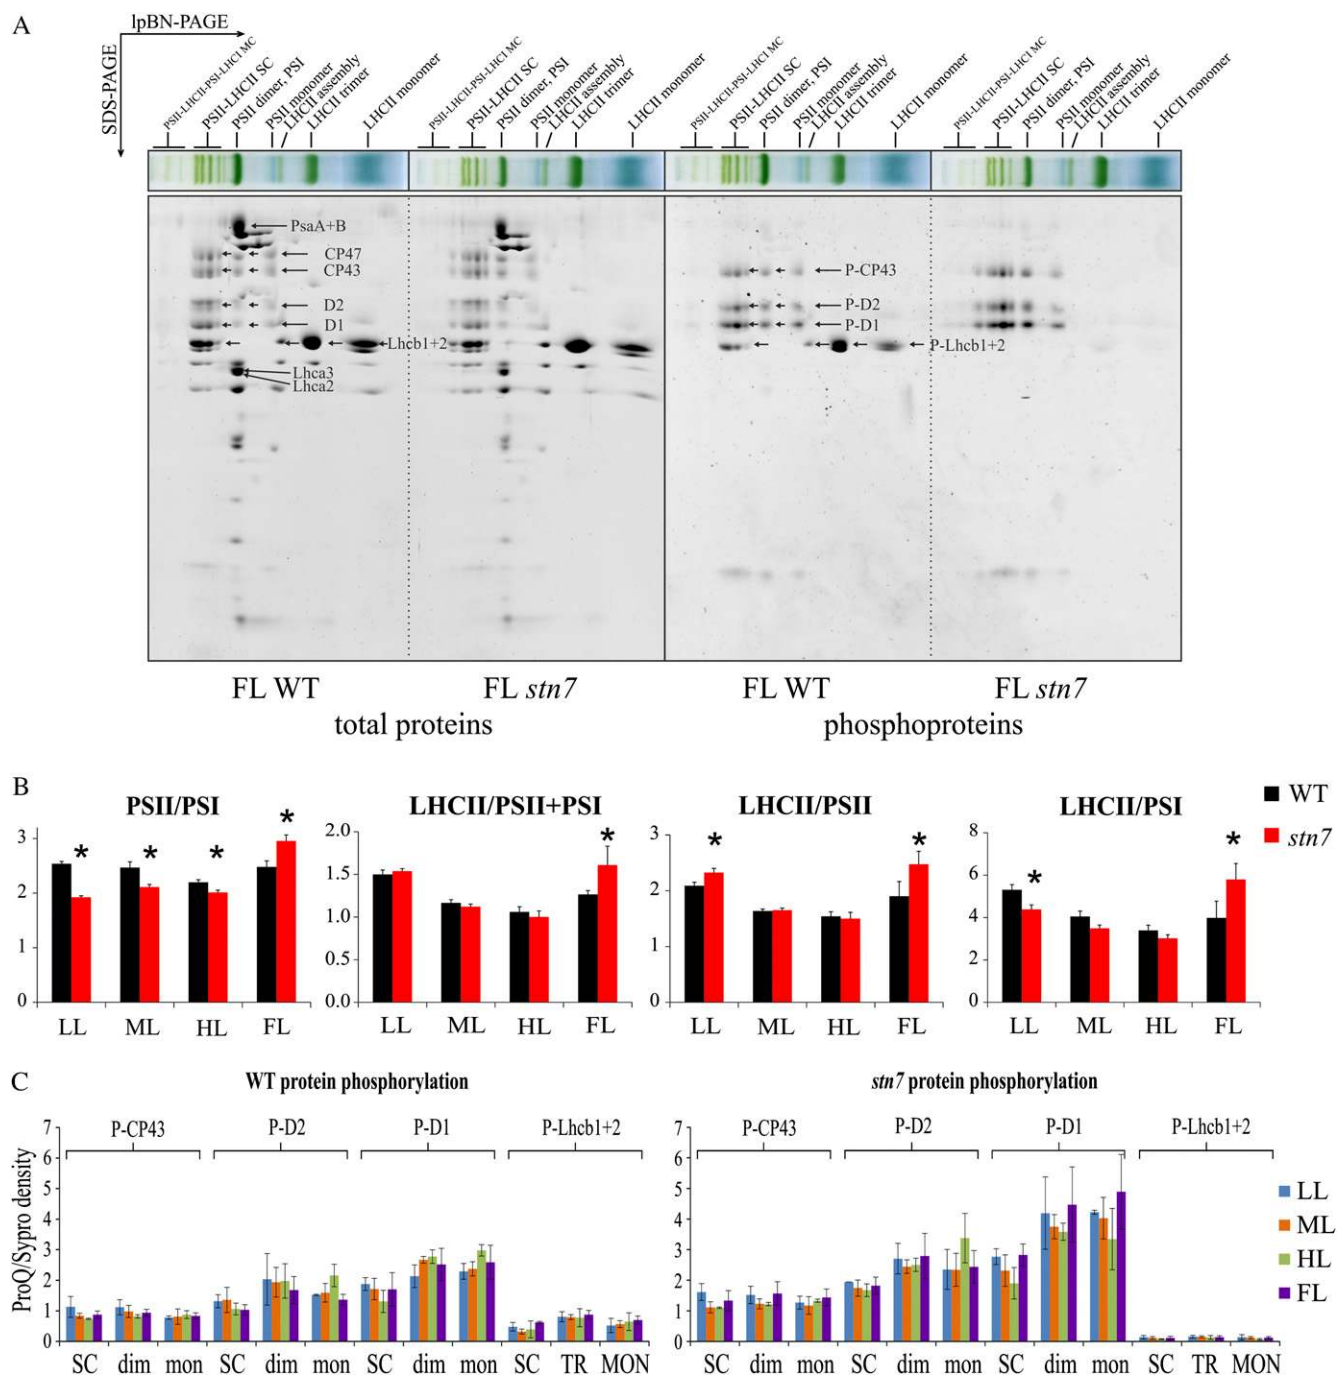 A
lpBN-PAGE
SDS-PAGE
PSII-LHCII-PSI-LHCI MC
PSII-LHCII SC
PSII dimer, PSI
PSII monomer
LHCII assembly
LHCII trimer
LHCII monomer
PSII-LHCII-PSI-LHCI MC
PSII-LHCII SC
PSII dimer, PSI
PSII monomer
LHCII assembly
LHCII trimer
LHCII monomer
PSII-LHCII-PSI-LHCI MC
PSII-LHCII SC
PSII dimer, PSI
PSII monomer
LHCII assembly
LHCII trimer
LHCII monomer
PSII-LHCII-PSI-LHCI MC
PSII-LHCII SC
PSII dimer, PSI
PSII monomer
LHCII assembly
LHCII trimer
LHCII monomer
PsaA+B
CP47
CP43
D2
D1
Lhcb1+2
Lhca3
Lhca2
P-CP43
P-D2
P-D1
P-Lhcb1+2
FL WT FL stn7 FL WT FL stn7
total proteins phosphoproteins
B
PSII/PSI
3
2
1
0
LL ML HL FL
LHCII/PSII+PSI
2.0
1.5
1.0
0.5
0.0
LL ML HL FL
LHCII/PSII
3
2
1
0
LL ML HL FL
LHCII/PSI
8
6
4
2
0
LL ML HL FL
* * * *
*
* *
* *
WT
stn7
C
WT protein phosphorylation
ProQ/Sypro density
7
6
5
4
3
2
1
0
P-CP43 P-D2 P-D1 P-Lhcb1+2
SC dim mon SC dim mon SC dim mon SC TR MON
stn7 protein phosphorylation
7
6
5
4
3
2
1
0
P-CP43 P-D2 P-D1 P-Lhcb1+2
SC dim mon SC dim mon SC dim mon SC TR MON
LL
ML
HL
FL